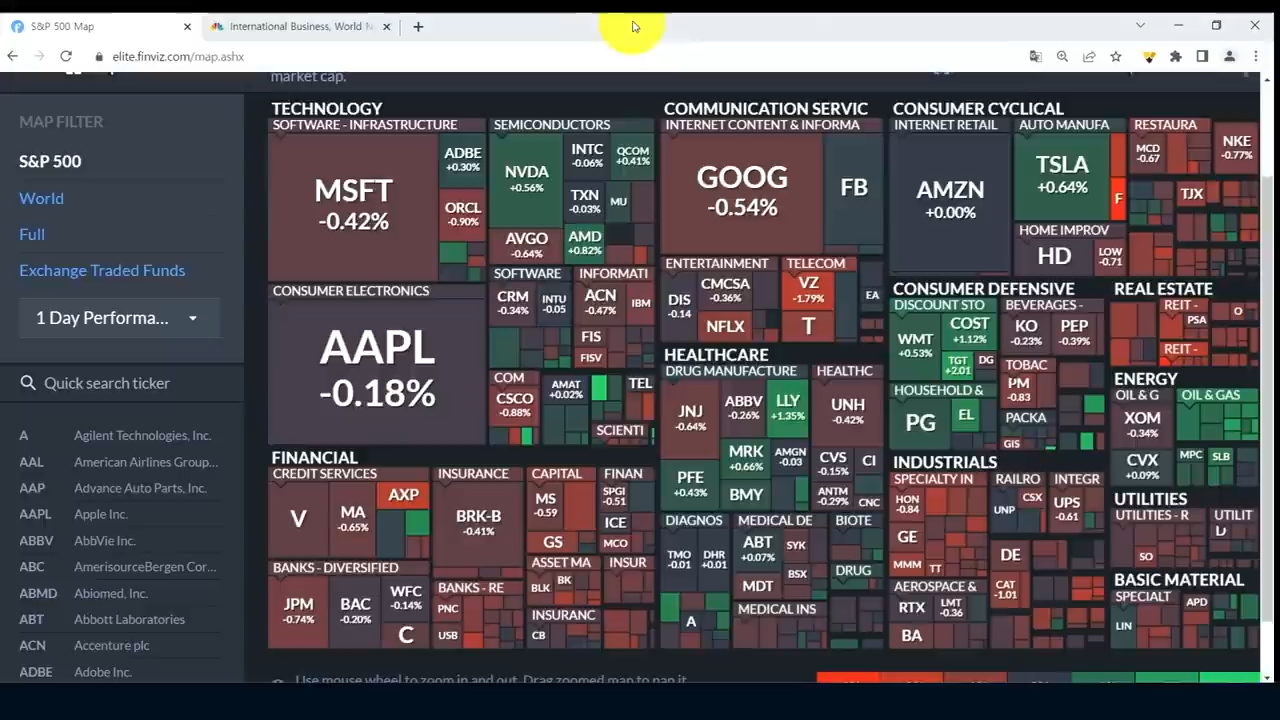 S&P 500 Map
International Business, World N
elite.finviz.com/map.ashx
market cap.
MAP FILTER
S&P 500
World
Full
Exchange Traded Funds
1 Day Performa...
Quick search ticker
A Agilent Technologies, Inc.
AAL American Airlines Group...
AAP Advance Auto Parts, Inc.
AAPL Apple Inc.
ABBV AbbVie Inc.
ABC AmerisourceBergen Cor...
ABMD Abiomed, Inc.
ABT Abbott Laboratories
ACN Accenture plc
ADBE Adobe Inc.
TECHNOLOGY
SOFTWARE - INFRASTRUCTURE
MSFT
-0.42%
ADBE
+0.30%
ORCL
-0.90%
SEMICONDUCTORS
NVDA
+0.56%
INTC
-0.06%
QCOM
+0.41%
TXN
-0.03%
MU
AVGO
-0.64%
AMD
+0.82%
CONSUMER ELECTRONICS
AAPL
-0.18%
SOFTWARE
CRM
-0.34%
INTU
-0.05
INFORMATI
ACN
-0.47%
IBM
FIS
FISV
COM
CSCO
-0.88%
AMAT
+0.02%
TEL
SCIENTI
COMMUNICATION SERVIC
INTERNET CONTENT & INFORMA
GOOG
-0.54%
FB
ENTERTAINMENT
DIS
-0.14
CMCSA
-0.36%
NFLX
TELECOM
VZ
-1.79%
T
EA
CONSUMER CYCLICAL
INTERNET RETAIL
AMZN
+0.00%
AUTO MANUFA
TSLA
+0.64%
F
RESTAURA
MCD
-0.67
NKE
-0.77%
TJX
HOME IMPROV
HD
LOW
-0.71
FINANCIAL
CREDIT SERVICES
V
MA
-0.65%
AXP
INSURANCE
BRK-B
-0.41%
CAPITAL
MS
-0.59
GS
FINAN
SPGI
-0.51
ICE
MCO
BANKS - DIVERSIFIED
JPM
-0.74%
BAC
-0.20%
WFC
-0.14%
C
BANKS - RE
PNC
USB
ASSET MA
BLK
BK
INSUR
INSURANC
CB
HEALTHCARE
DRUG MANUFACTURE
JNJ
-0.64%
ABBV
-0.26%
LLY
+1.35%
MRK
+0.66%
AMGN
-0.03
PFE
+0.43%
BMY
HEALTHC
UNH
-0.42%
CVS
-0.15%
CI
ANTM
-0.29%
CNC
DIAGNOS
TMO
-0.01
DHR
+0.01
A
MEDICAL DE
ABT
+0.07%
SYK
MDT
BSX
BIOTE
DRUG
MEDICAL INS
CONSUMER DEFENSIVE
DISCOUNT STO
WMT
+0.53%
COST
+1.12%
TGT
+2.01
DG
BEVERAGES -
KO
-0.23%
PEP
-0.39%
TOBAC
PM
-0.83
HOUSEHOLD &
PG
EL
PACKA
GIS
REAL ESTATE
REIT -
PSA
O
REIT -
ENERGY
OIL & G
XOM
-0.34%
CVX
+0.09%
OIL & GAS
MPC
SLB
INDUSTRIALS
SPECIALTY IN
HON
-0.84
GE
MMM
TT
RAILRO
UNP
CSX
INTEGR
UPS
-0.61
DE
CAT
-1.01
AEROSPACE &
RTX
LMT
-0.36
BA
UTILITIES
UTILITIES - R
SO
UTILIT
D
BASIC MATERIAL
SPECIALT
LIN
APD
Use mouse wheel to zoom in and out. Drag zoomed map to pan it.